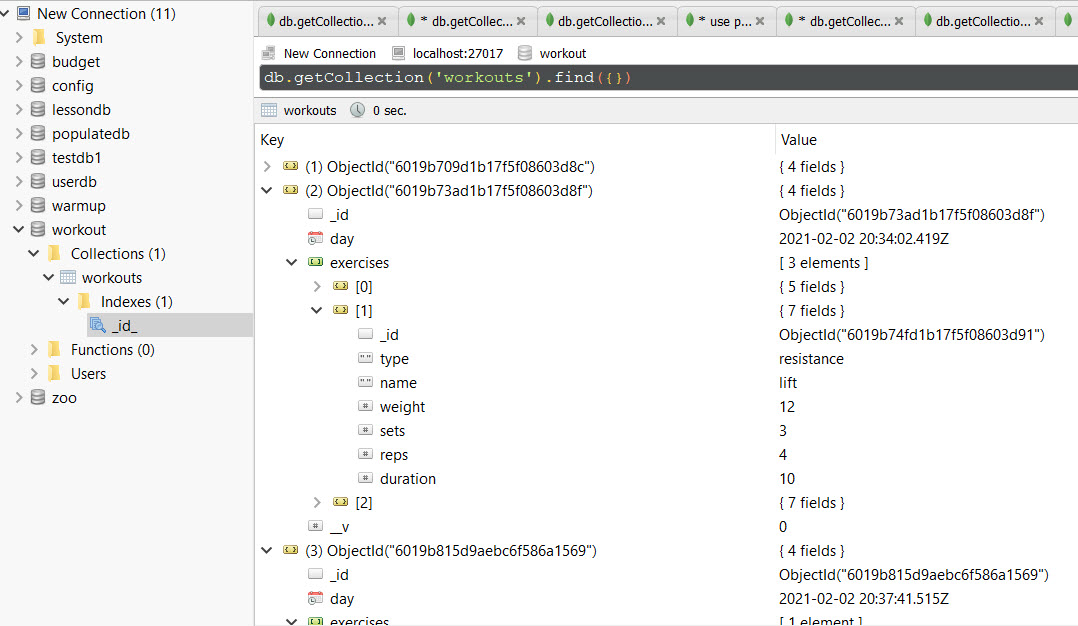 New Connection (11)
System
budget
config
lessondb
populatedb
testdb1
userdb
warmup
workout
Collections (1)
workouts
Indexes (1)
_id_
Functions (0)
Users
zoo
db.getCollectio... * db.getCollec... db.getCollectio... * use p... * db.getCollec... db.getCollectio...
New Connection localhost:27017 workout
db.getCollection('workouts').find({})
workouts 0 sec.
Key Value
(1) ObjectId("6019b709d1b17f5f08603d8c") { 4 fields }
(2) ObjectId("6019b73ad1b17f5f08603d8f") { 4 fields }
_id ObjectId("6019b73ad1b17f5f08603d8f")
day 2021-02-02 20:34:02.419Z
exercises [ 3 elements ]
[0] { 5 fields }
[1] { 7 fields }
_id ObjectId("6019b74fd1b17f5f08603d91")
type resistance
name lift
weight 12
sets 3
reps 4
duration 10
[2] { 7 fields }
__v 0
(3) ObjectId("6019b815d9aebc6f586a1569") { 4 fields }
_id ObjectId("6019b815d9aebc6f586a1569")
day 2021-02-02 20:37:41.515Z
exercises [ 1 element ]